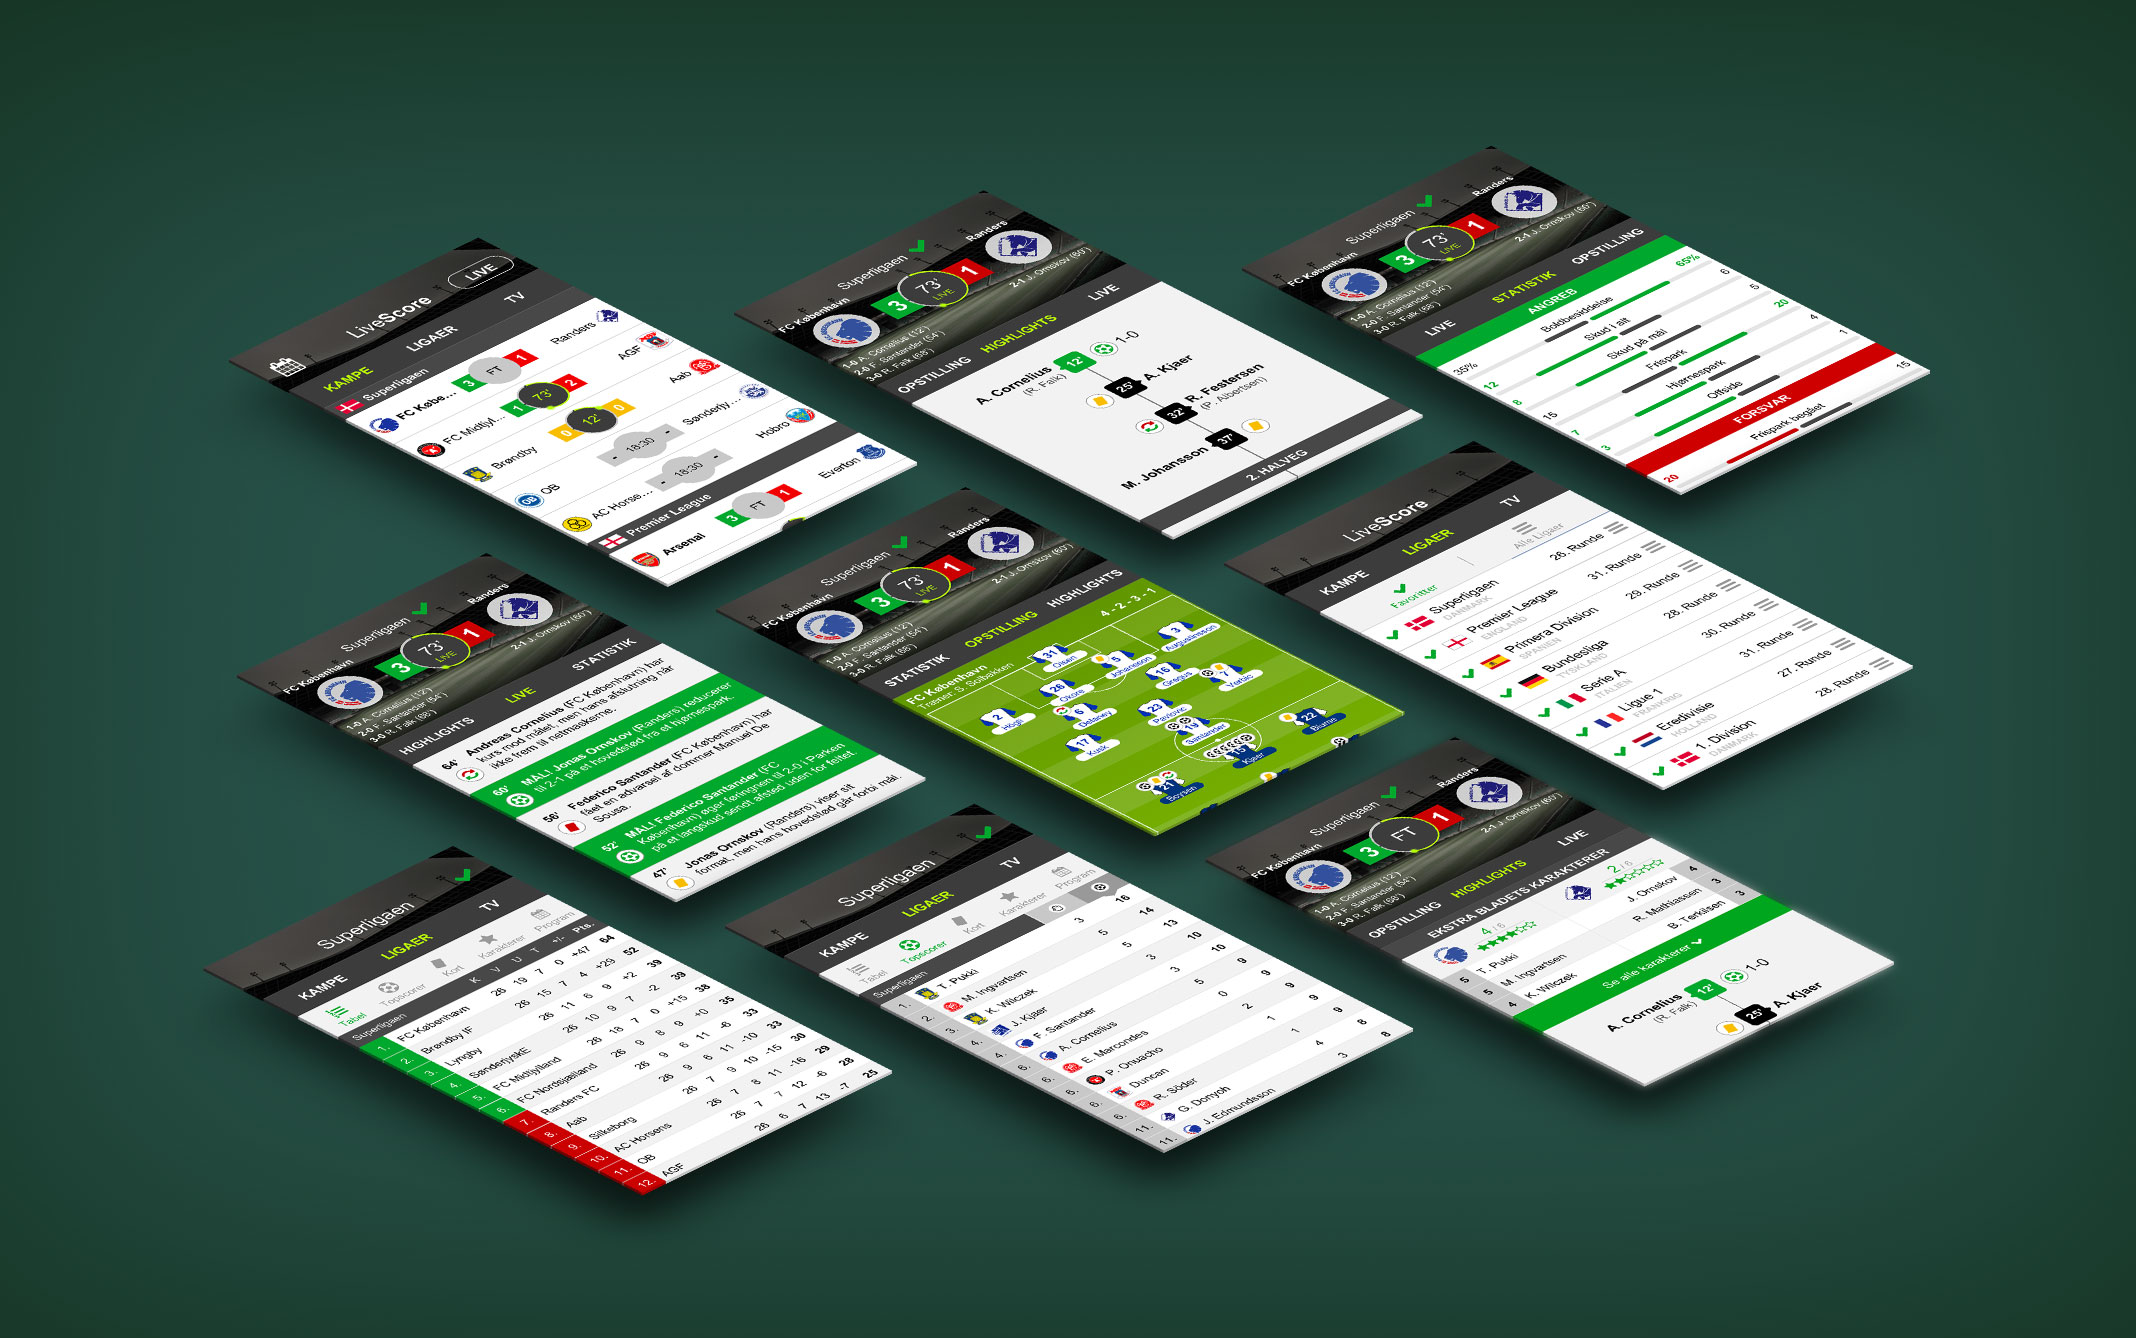 LiveScore
LIVE
KAMPE
LIGAER
TV
Superligaen
FC Købe...
3
FT
1
Randers
FC Midtjyl...
1
73'
2
AGF
Brøndby
0
12'
0
Aab
OB
-
18:30
-
Sønderjy...
AC Horse...
-
18:30
-
Hobro
Premier League
Arsenal
3
FT
1
Everton
Superligaen
FC København
3
73'
LIVE
1
Randers
1-0 A. Cornelius (12')
2-0 F. Santander (54')
3-0 R. Falk (68')
2-1 J. Ornskov (60')
OPSTILLING
HIGHLIGHTS
LIVE
A. Cornelius
(R. Falk)
12'
1-0
25'
A. Kjaer
32'
R. Festersen
(P. Albertsen)
M. Johansson
37'
2. HALVEG
Superligaen
FC København
3
73'
LIVE
1
Randers
1-0 A. Cornelius (12')
2-0 F. Santander (54')
3-0 R. Falk (68')
2-1 J. Ornskov (60')
LIVE
STATISTIK
OPSTILLING
ANGREB
35%
Boldbesiddelse
65%
12
Skud i alt
6
8
Skud på mål
5
15
Frispark
20
7
Hjørnespark
4
3
Offside
1
FORSVAR
20
Frispark begået
15
Superligaen
FC København
3
73'
LIVE
1
Randers
1-0 A. Cornelius (12')
2-0 F. Santander (54')
3-0 R. Falk (68')
2-1 J. Ornskov (60')
HIGHLIGHTS
LIVE
STATISTIK
64'
Andreas Cornelius (FC København) har
kurs mod målet, men hans afslutning når
ikke frem til netmaskerne.
60'
MÅL! Jonas Ornskov (Randers) reducerer
til 2-1 på et hovedstød fra et hjørnespark.
56'
Federico Santander (FC København) har
fået en advarsel af dommer Manuel De
Sousa.
52'
MÅL! Federico Santander (FC
København) øger føringen til 2-0 i Parken
på et langskud sendt afsted uden for feltet.
47'
Jonas Ornskov (Randers) viser sit
format, men hans hovedstød går forbi mål.
Superligaen
FC København
3
73'
LIVE
1
Randers
1-0 A. Cornelius (12')
2-0 F. Santander (54')
3-0 R. Falk (68')
2-1 J. Ornskov (60')
STATISTIK
OPSTILLING
HIGHLIGHTS
FC København
Træner S. Solbakken
4 - 2 - 3 - 1
31
Olsen
3
Augustinsson
5
Johansson
26
Okore
2
Högli
16
Gregus
6
Delaney
7
Verbic
23
Pavlovic
17
Kusk
19
Santander
22
Bjurne
15
Kjaer
21
Boysen
LiveScore
KAMPE
LIGAER
TV
Favoritter
Alle Ligaer
Superligaen
DANMARK
26. Runde
Premier League
ENGLAND
31. Runde
Primera Division
SPANIEN
29. Runde
Bundesliga
TYSKLAND
28. Runde
Serie A
ITALIEN
30. Runde
Ligue 1
FRANKRIG
31. Runde
Eredivisie
HOLLAND
27. Runde
1. Division
DANMARK
28. Runde
Superligaen
KAMPE
LIGAER
TV
Tabel
Topscorer
Kort
Karakterer
Program
Superligaen K V U T +/- Pts.
1. FC København 26 19 7 0 +47 64
2. Brøndby IF 26 15 7 4 +29 52
3. Lyngby 26 11 6 9 +2 39
4. SønderjyskE 26 10 9 7 -2 39
5. FC Midtjylland 26 18 7 0 +15 38
6. FC Nordsjælland 26 9 8 9 +0 35
7. Randers FC 26 9 6 11 -6 33
8. Aab 26 9 6 11 -10 33
9. Silkeborg 26 7 9 10 -15 30
10. AC Horsens 26 7 8 11 -16 29
11. OB 26 7 7 12 -6 28
12. AGF 26 6 7 13 -7 25
Superligaen
KAMPE
LIGAER
TV
Tabel
Topscorer
Kort
Karakterer
Program
Superligaen
1. T. Pukki 3 16
2. M. Ingvartsen 5 14
3. K. Wilczek 5 13
4. J. Kjaer 3 10
4. F. Santander 3 10
6. A. Cornelius 5 9
6. E. Marcondes 0 9
6. P. Onuacho 2 9
6. Duncan 1 9
6. R. Söder 1 9
11. G. Donyoh 4 8
11. J. Edmundsson 3 8
Superligaen
FC København
3
FT
1
Randers
1-0 A. Cornelius (12')
2-0 F. Santander (54')
3-0 R. Falk (68')
2-1 J. Ornskov (60')
OPSTILLING
HIGHLIGHTS
LIVE
EKSTRA BLADETS KARAKTERER
4 / 6
2 / 6
5 T. Pukki
J. Ornskov 4
5 M. Ingvartsen
R. Mathiassen 3
4 K. Wilczek
B. Terkilsen 3
Se alle karakterer
A. Cornelius
(R. Falk)
12'
1-0
25'
A. Kjaer